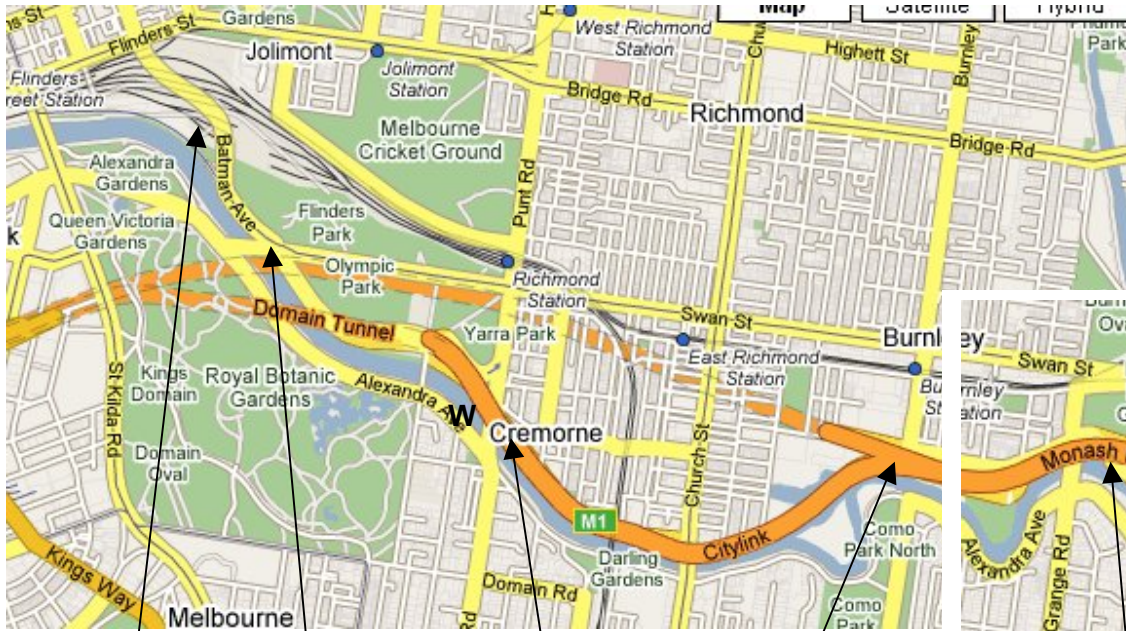 Gardens
Map
Satellite
Hybrid
Flinders St
Jolimont
West Richmond
Station
Highett St
Burnley
Park
Flinders
reet Station
Jolimont
Station
Bridge Rd
Richmond
Melbourne
Cricket Ground
Bridge Rd
Alexandra
Gardens
Batman Ave
Punt Rd
Queen Victoria
Gardens
Flinders
Park
k
Olympic
Park
Richmond
Station
Domain Tunnel
Swan St
Yarra Park
Burnley
East Richmond
Station
Swan St
Kings
Domain
Royal Botanic
Gardens
Alexandra Ave
W
Cremorne
St Kilda Rd
Domain
Oval
Church St
Monash
M1
Citylink
Como
Park North
Alexandra Ave
Grange Rd
Darling
Gardens
Kings Way
Domain Rd
Como
Park
Melbourne
Rd